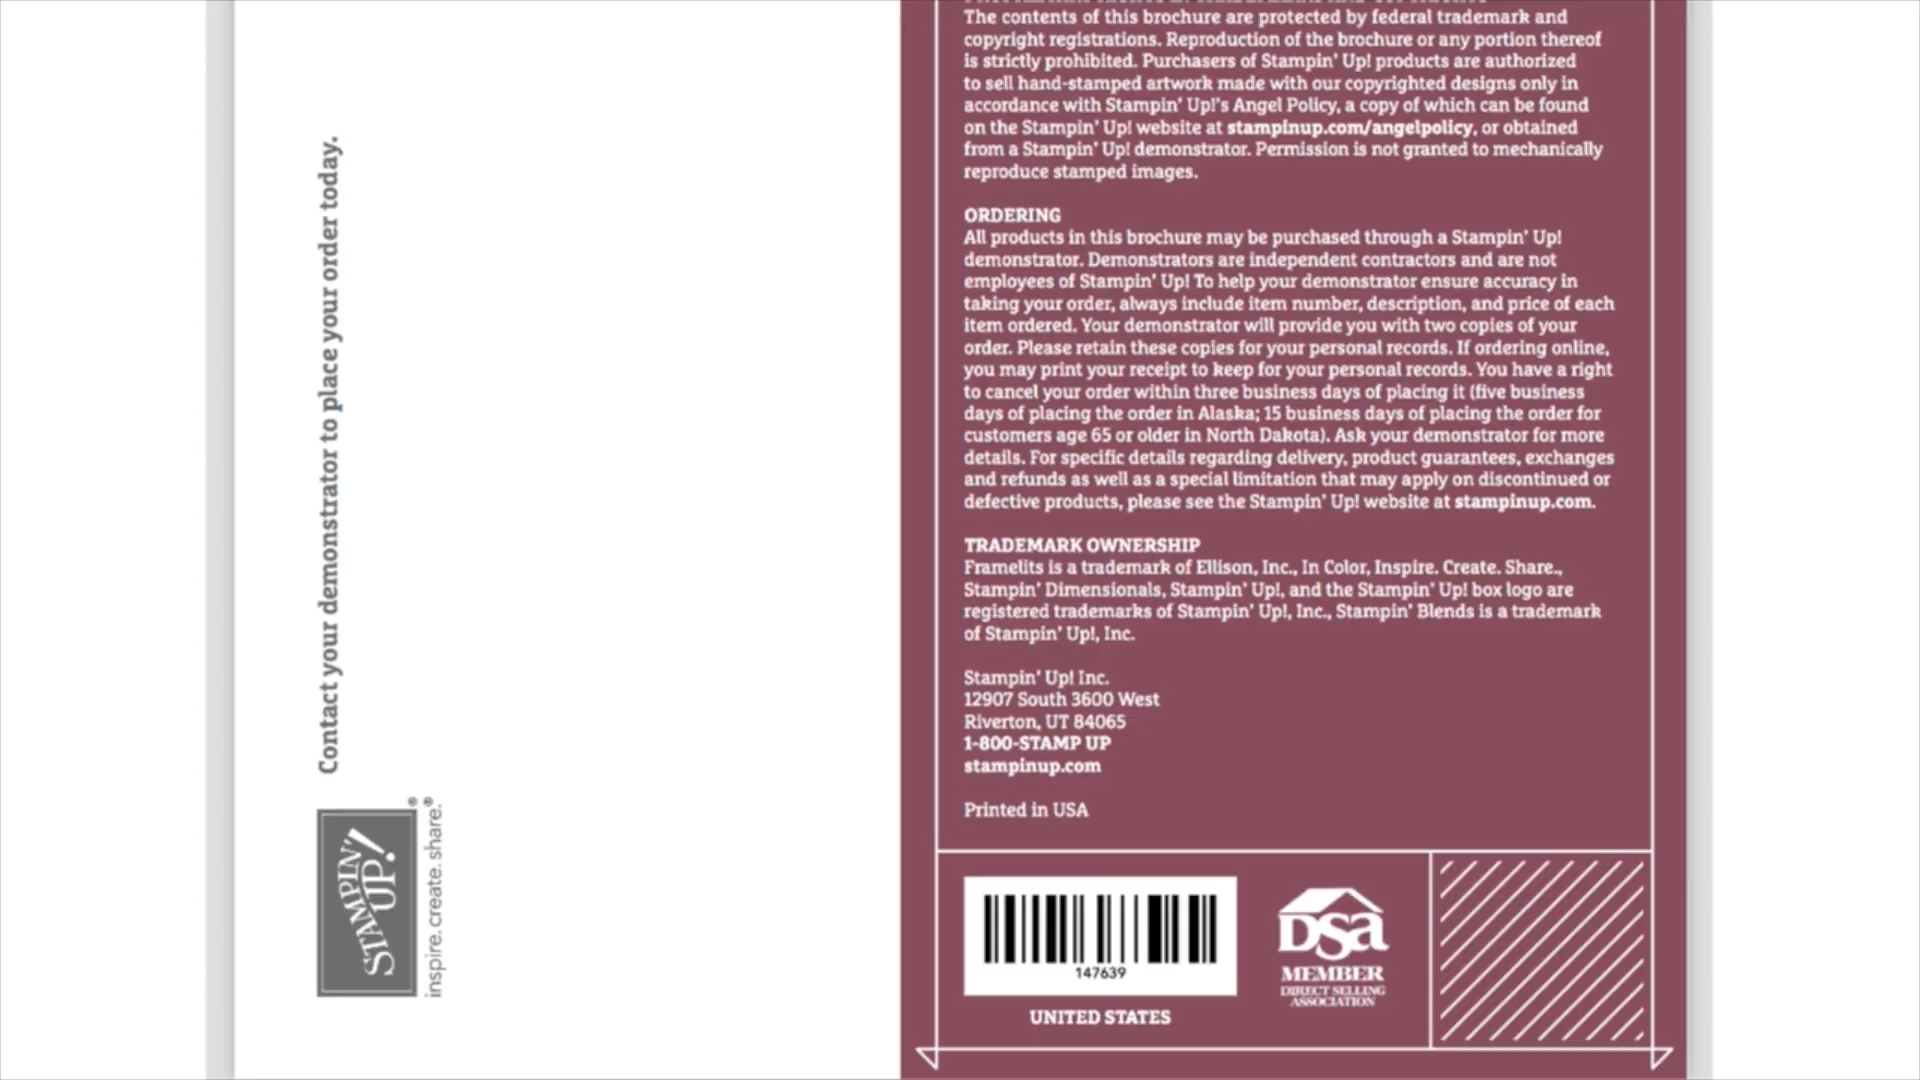 Contact your demonstrator to place your order today.
STAMPIN'
UP!
®
inspire. create. share.®
The contents of this brochure are protected by federal trademark and
copyright registrations. Reproduction of the brochure or any portion thereof
is strictly prohibited. Purchasers of Stampin' Up! products are authorized
to sell hand-stamped artwork made with our copyrighted designs only in
accordance with Stampin' Up!'s Angel Policy, a copy of which can be found
on the Stampin' Up! website at stampinup.com/angelpolicy, or obtained
from a Stampin' Up! demonstrator. Permission is not granted to mechanically
reproduce stamped images.
ORDERING
All products in this brochure may be purchased through a Stampin' Up!
demonstrator. Demonstrators are independent contractors and are not
employees of Stampin' Up! To help your demonstrator ensure accuracy in
taking your order, always include item number, description, and price of each
item ordered. Your demonstrator will provide you with two copies of your
order. Please retain these copies for your personal records. If ordering online,
you may print your receipt to keep for your personal records. You have a right
to cancel your order within three business days of placing it (five business
days of placing the order in Alaska; 15 business days of placing the order for
customers age 65 or older in North Dakota). Ask your demonstrator for more
details. For specific details regarding delivery, product guarantees, exchanges
and refunds as well as a special limitation that may apply on discontinued or
defective products, please see the Stampin' Up! website at stampinup.com.
TRADEMARK OWNERSHIP
Framelits is a trademark of Ellison, Inc., In Color, Inspire. Create. Share.,
Stampin' Dimensionals, Stampin' Up!, and the Stampin' Up! box logo are
registered trademarks of Stampin' Up!, Inc., Stampin' Blends is a trademark
of Stampin' Up!, Inc.
Stampin' Up! Inc.
12907 South 3600 West
Riverton, UT 84065
1-800-STAMP UP
stampinup.com
Printed in USA
147639
UNITED STATES
DSa
MEMBER
DIRECT SELLING
ASSOCIATION